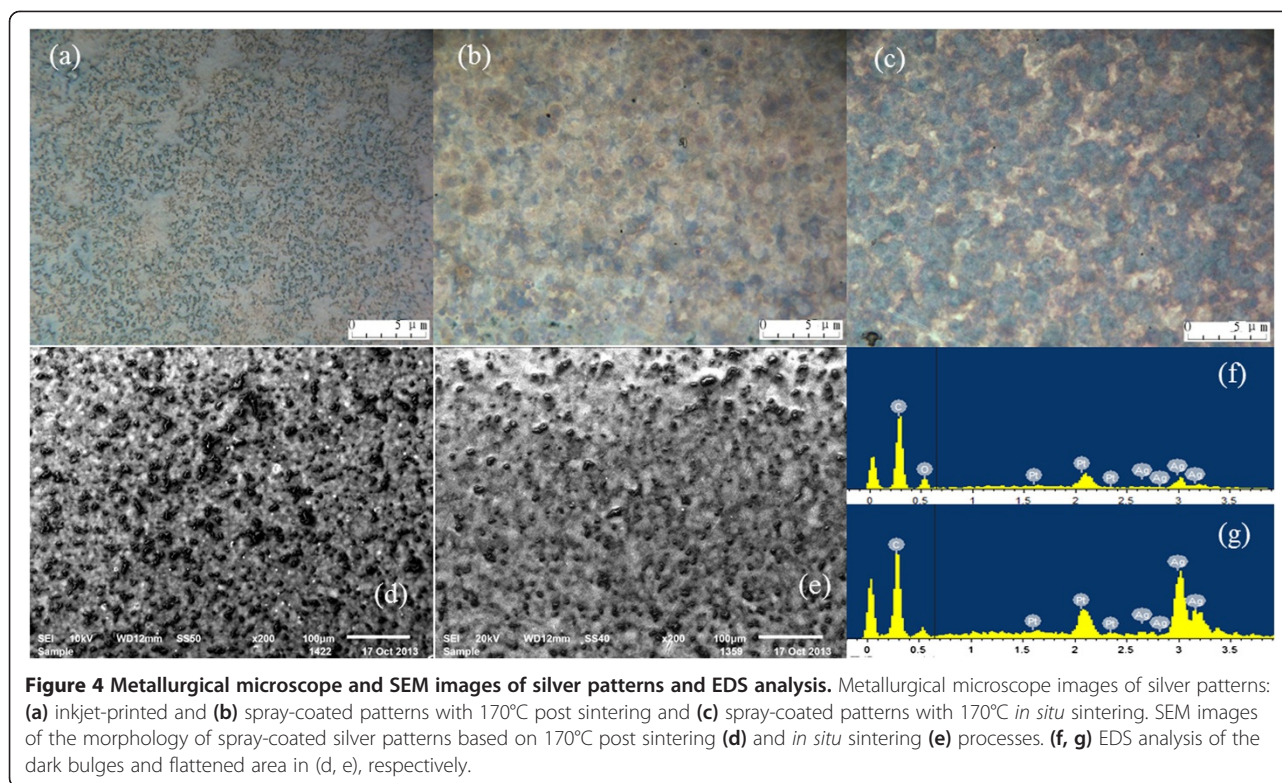 (a)
(b)
(c)
0 5 μm
0 5 μm
0 5 μm
(d)
(e)
SEI 10kV WD12mm SS50 x200 100μm
Sample 1422 17 Oct 2013
SEI 20kV WD12mm SS40 x200 100μm
Sample 1359 17 Oct 2013
(f)
C
O
Pt
Pt
Pt
Ag
Ag
Ag
Ag
0 0.5 1 1.5 2 2.5 3 3.5
(g)
C
Pt
Pt
Pt
Ag
Ag
Ag
Ag
0 0.5 1 1.5 2 2.5 3 3.5
Figure 4 Metallurgical microscope and SEM images of silver patterns and EDS analysis. Metallurgical microscope images of silver patterns:
(a) inkjet-printed and (b) spray-coated patterns with 170°C post sintering and (c) spray-coated patterns with 170°C in situ sintering. SEM images
of the morphology of spray-coated silver patterns based on 170°C post sintering (d) and in situ sintering (e) processes. (f, g) EDS analysis of the
dark bulges and flattened area in (d, e), respectively.